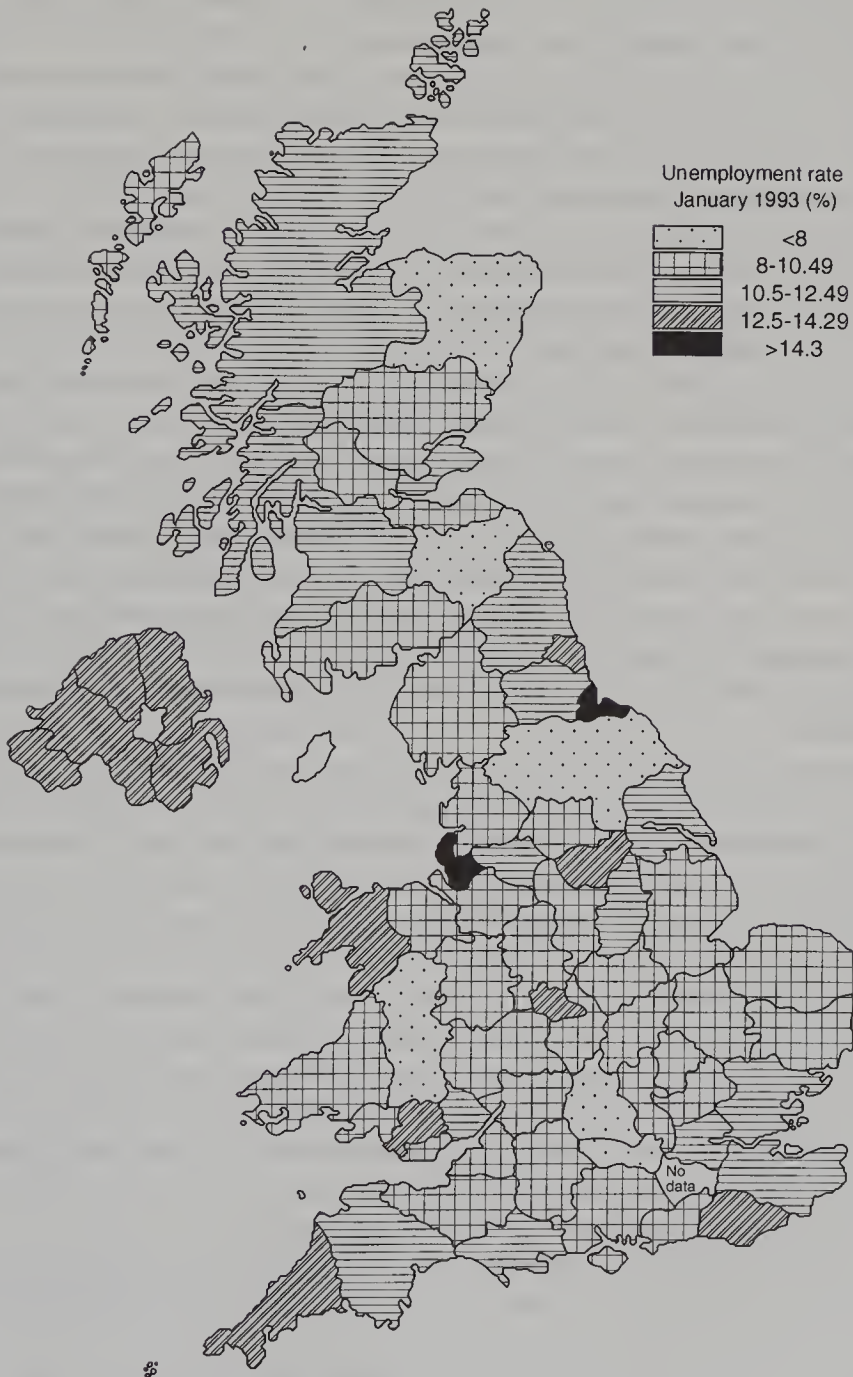 Unemployment rate
January 1993 (%)
<8
8-10.49
10.5-12.49
12.5-14.29
>14.3
No
data